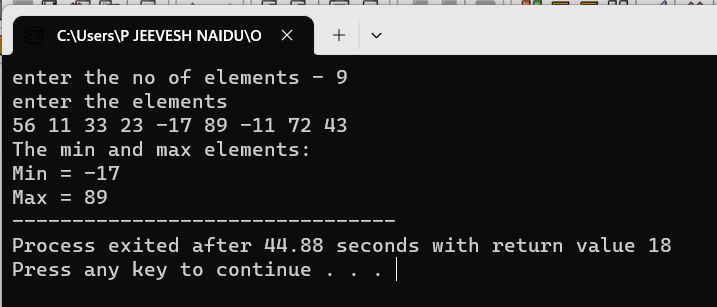 C:\Users\P JEEVESH NAIDU\O
enter the no of elements - 9
enter the elements
56 11 33 23 -17 89 -11 72 43
The min and max elements:
Min = -17
Max = 89
--------------------------------
Process exited after 44.88 seconds with return value 18
Press any key to continue . . .